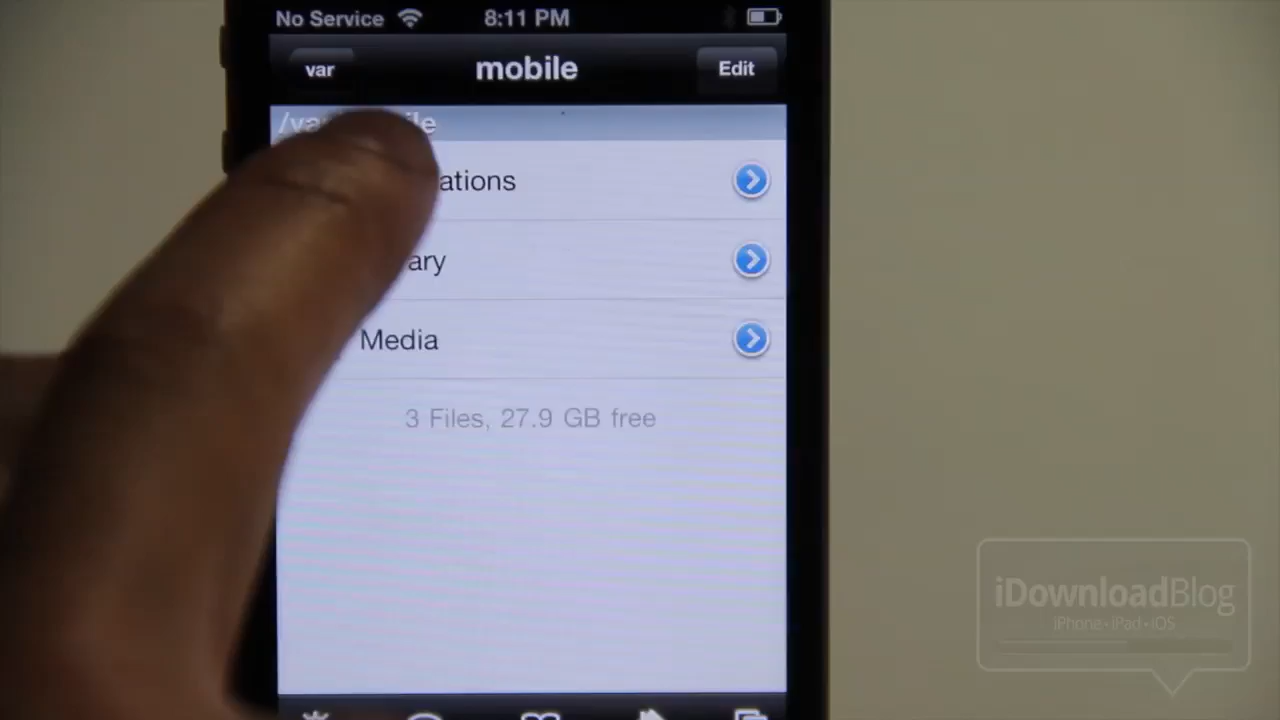 No Service 8:11 PM
var mobile Edit
Media
3 Files, 27.9 GB free
iDownloadBlog
iPhone • iPad • iOS